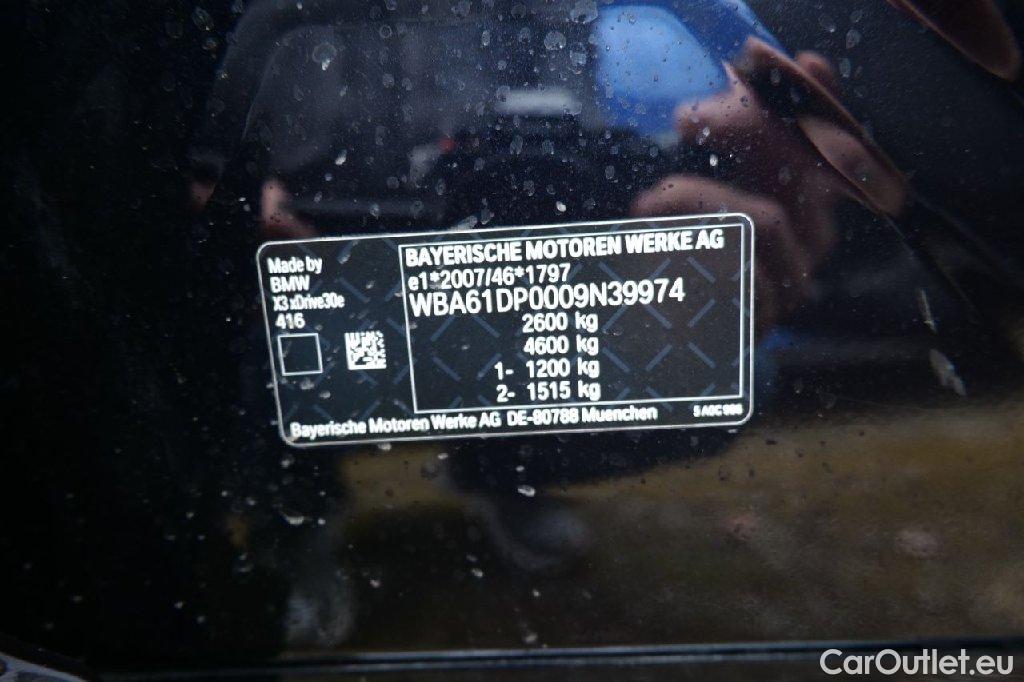 Made by
BMW
X3 xDrive30e
416
BAYERISCHE MOTOREN WERKE AG
e1*2007/46*1797
WBA61DP0009N39974
2600 kg
4600 kg
1- 1200 kg
2- 1515 kg
Bayerische Motoren Werke AG DE-80788 Muenchen
CarOutlet.eu